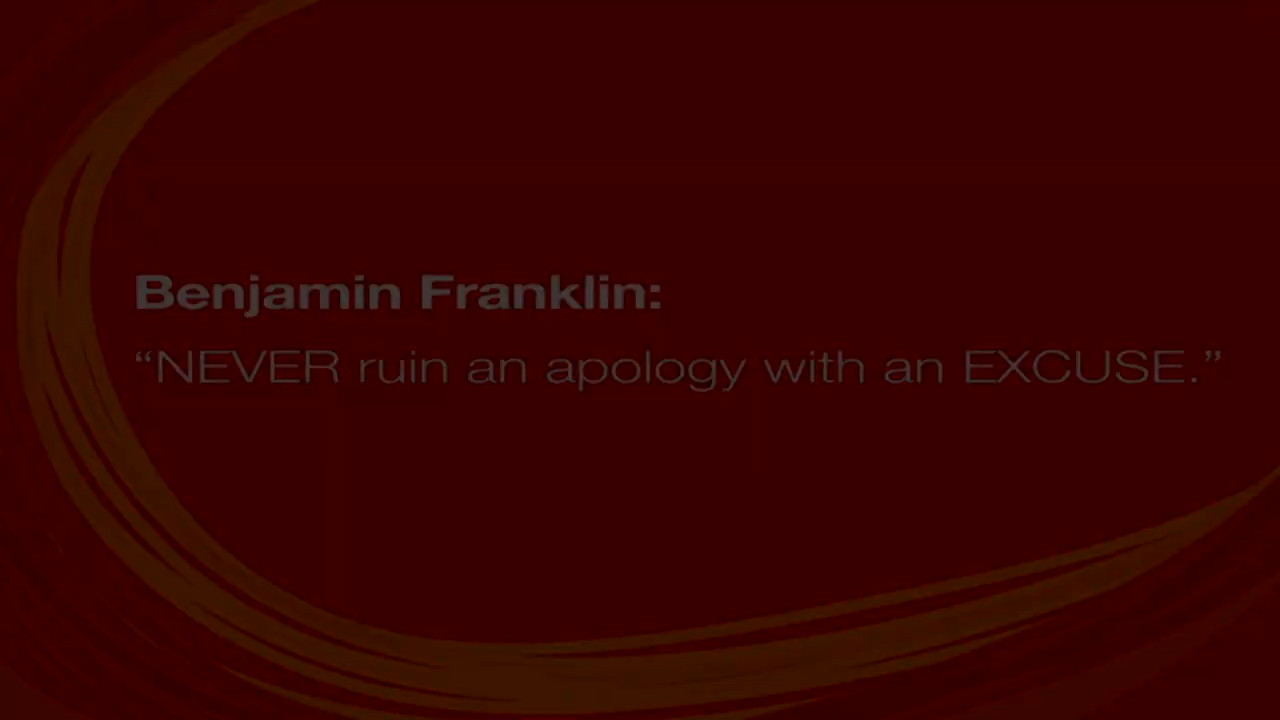 Benjamin Franklin:
“NEVER ruin an apology with an EXCUSE.”